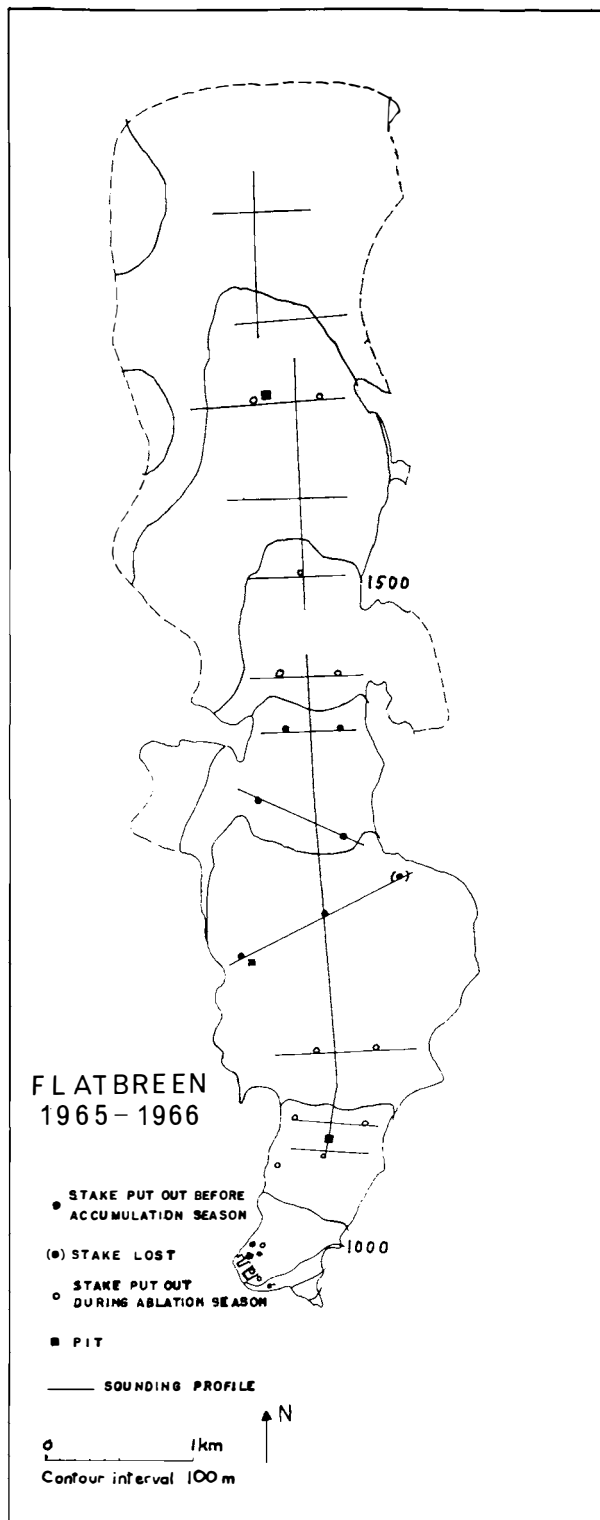 1500
FLATBREEN
1965-1966
STAKE PUT OUT BEFORE
ACCUMULATION SEASON
(●) STAKE LOST
STAKE PUT OUT
DURING ABLATION SEASON
PIT
SOUNDING PROFILE
1000
N
0 1km
Contour interval 100 m